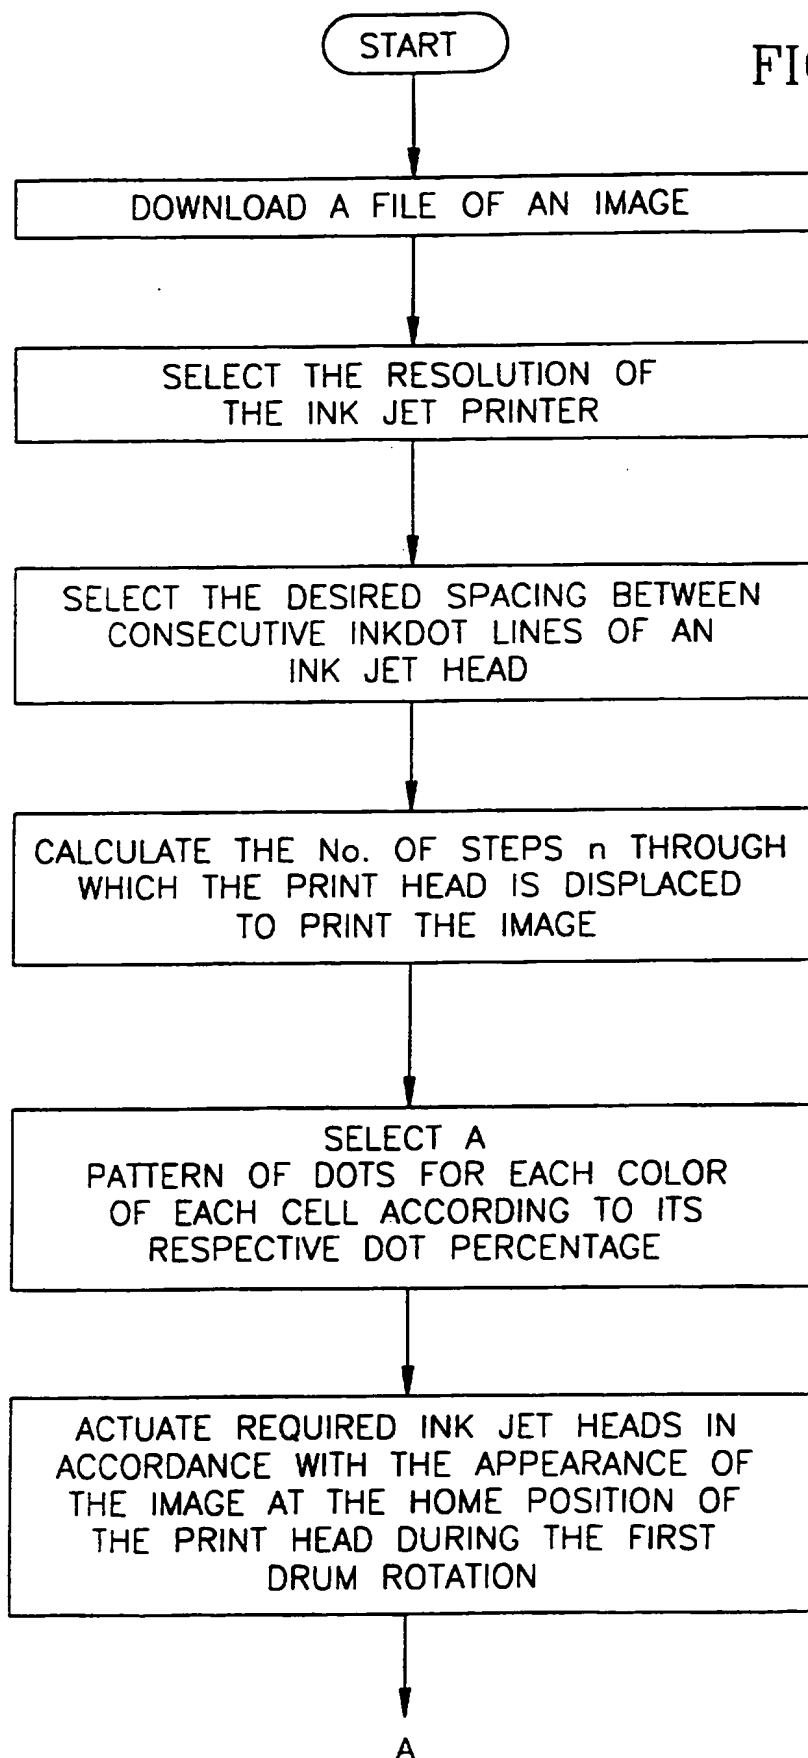 START
FIG
DOWNLOAD A FILE OF AN IMAGE
SELECT THE RESOLUTION OF
THE INK JET PRINTER
SELECT THE DESIRED SPACING BETWEEN
CONSECUTIVE INKDOT LINES OF AN
INK JET HEAD
CALCULATE THE No. OF STEPS n THROUGH
WHICH THE PRINT HEAD IS DISPLACED
TO PRINT THE IMAGE
SELECT A
PATTERN OF DOTS FOR EACH COLOR
OF EACH CELL ACCORDING TO ITS
RESPECTIVE DOT PERCENTAGE
ACTUATE REQUIRED INK JET HEADS IN
ACCORDANCE WITH THE APPEARANCE OF
THE IMAGE AT THE HOME POSITION OF
THE PRINT HEAD DURING THE FIRST
DRUM ROTATION
A